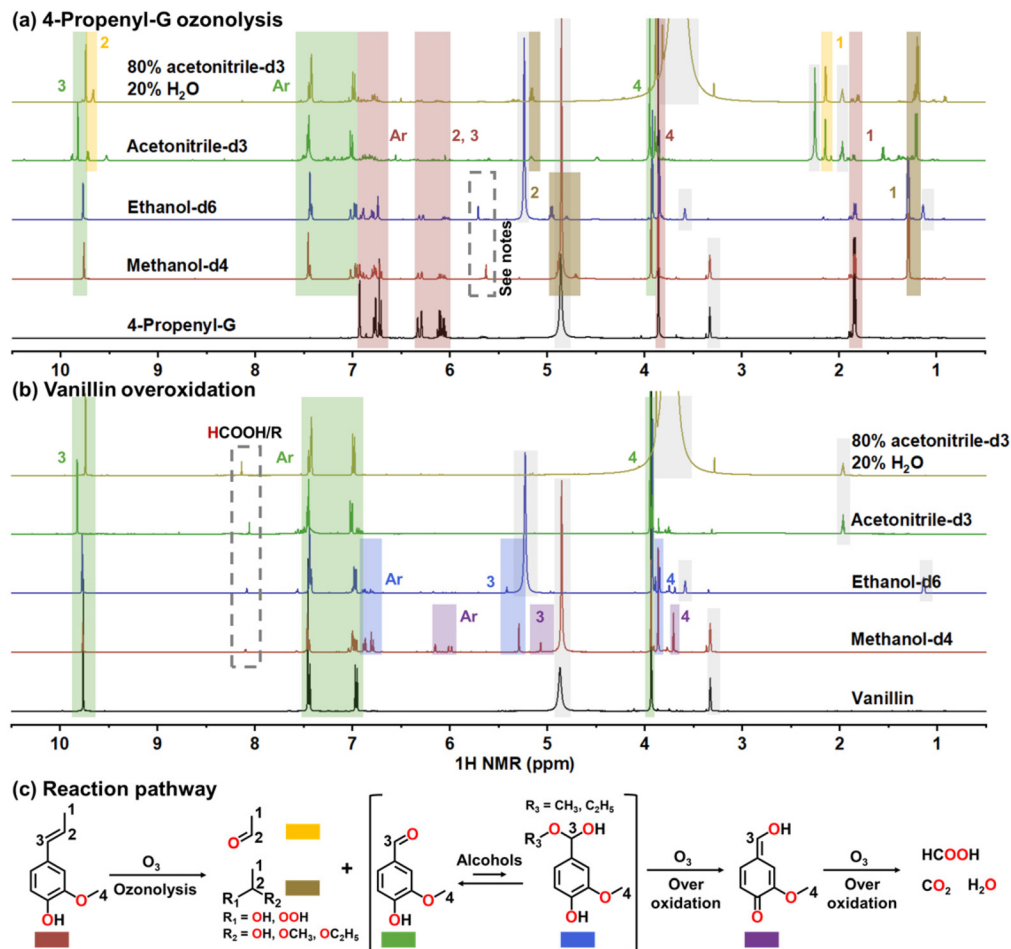 (a) 4-Propenyl-G ozonolysis
3
2
80% acetonitrile-d3
20% H2O
Ar
4
1
Acetonitrile-d3
Ar
2, 3
4
1
Ethanol-d6
2
1
See notes
Methanol-d4
4-Propenyl-G
10 9 8 7 6 5 4 3 2 1
(b) Vanillin overoxidation
HCOOH/R
3
Ar
4
80% acetonitrile-d3
20% H2O
Acetonitrile-d3
Ar
3
4
Ethanol-d6
Ar
3
4
Methanol-d4
Vanillin
10 9 8 7 6 5 4 3 2 1
1H NMR (ppm)
(c) Reaction pathway
1
3
2
O
4
OH
O3
Ozonolysis
1
O
2
1
2
R1
R2
R1 = OH, OOH
R2 = OH, OCH3, OC2H5
+
3
O
O
4
OH
Alcohols
R3 = CH3, C2H5
3
O
OH
R3
O
4
OH
O3
Over
oxidation
OH
3
O
4
O
O3
Over
oxidation
HCOOH
CO2 H2O